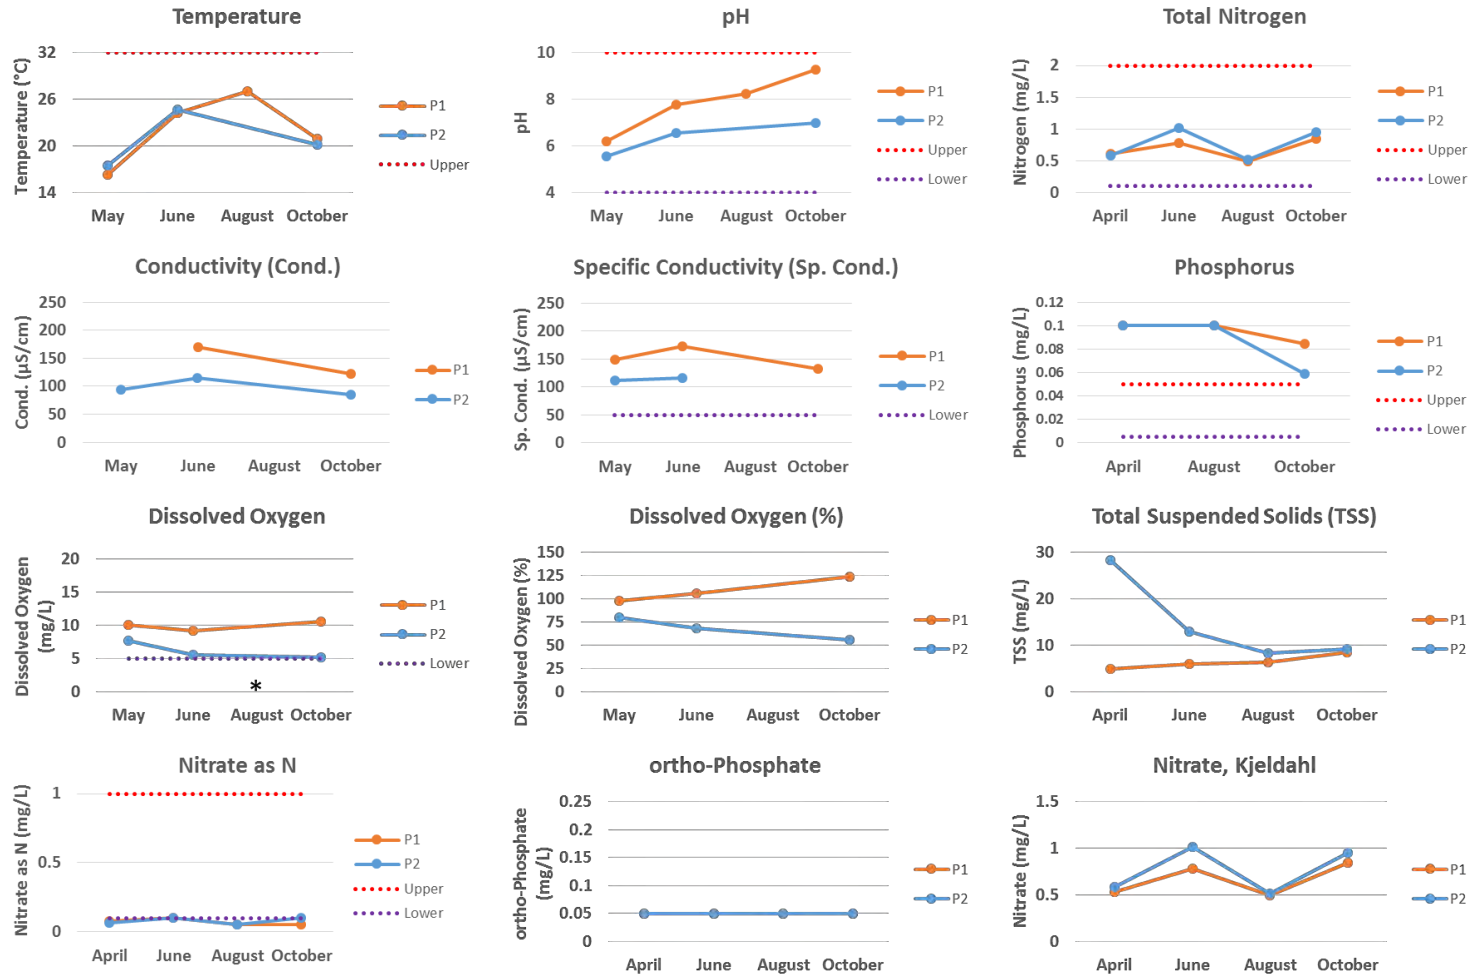 Temperature
Temperature (°C)
32
26
20
14
May June August October
P1
P2
Upper
pH
pH
10
8
6
4
May June August October
P1
P2
Upper
Lower
Total Nitrogen
Nitrogen (mg/L)
2
1.5
1
0.5
0
April June August October
P1
P2
Upper
Lower
Conductivity (Cond.)
Cond. (µS/cm)
250
200
150
100
50
0
May June August October
P1
P2
Specific Conductivity (Sp. Cond.)
Sp. Cond. (µS/cm)
250
200
150
100
50
0
May June August October
P1
P2
Lower
Phosphorus
Phosphorus (mg/L)
0.12
0.1
0.08
0.06
0.04
0.02
0
April August October
P1
P2
Upper
Lower
Dissolved Oxygen
Dissolved Oxygen
(mg/L)
20
15
10
5
0
*
May June August October
P1
P2
Lower
Dissolved Oxygen (%)
Dissolved Oxygen (%)
150
125
100
75
50
25
0
May June August October
P1
P2
Total Suspended Solids (TSS)
TSS (mg/L)
30
20
10
0
April June August October
P1
P2
Nitrate as N
Nitrate as N (mg/L)
1
0.5
0
April June August October
P1
P2
Upper
Lower
ortho-Phosphate
ortho-Phosphate
(mg/L)
0.25
0.2
0.15
0.1
0.05
0
April June August October
P1
P2
Nitrate, Kjeldahl
Nitrate (mg/L)
1.5
1
0.5
0
April June August October
P1
P2